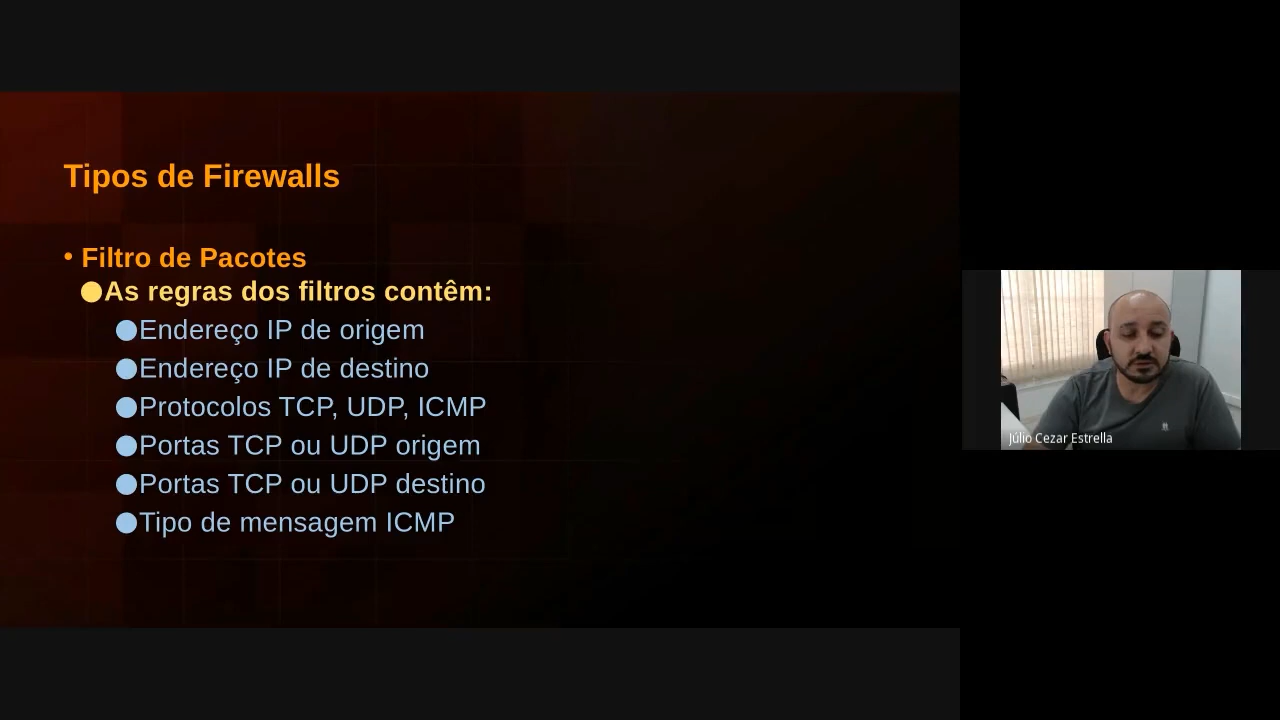 Tipos de Firewalls
• Filtro de Pacotes
●As regras dos filtros contêm:
●Endereço IP de origem
●Endereço IP de destino
●Protocolos TCP, UDP, ICMP
●Portas TCP ou UDP origem
●Portas TCP ou UDP destino
●Tipo de mensagem ICMP
Júlio Cezar Estrella